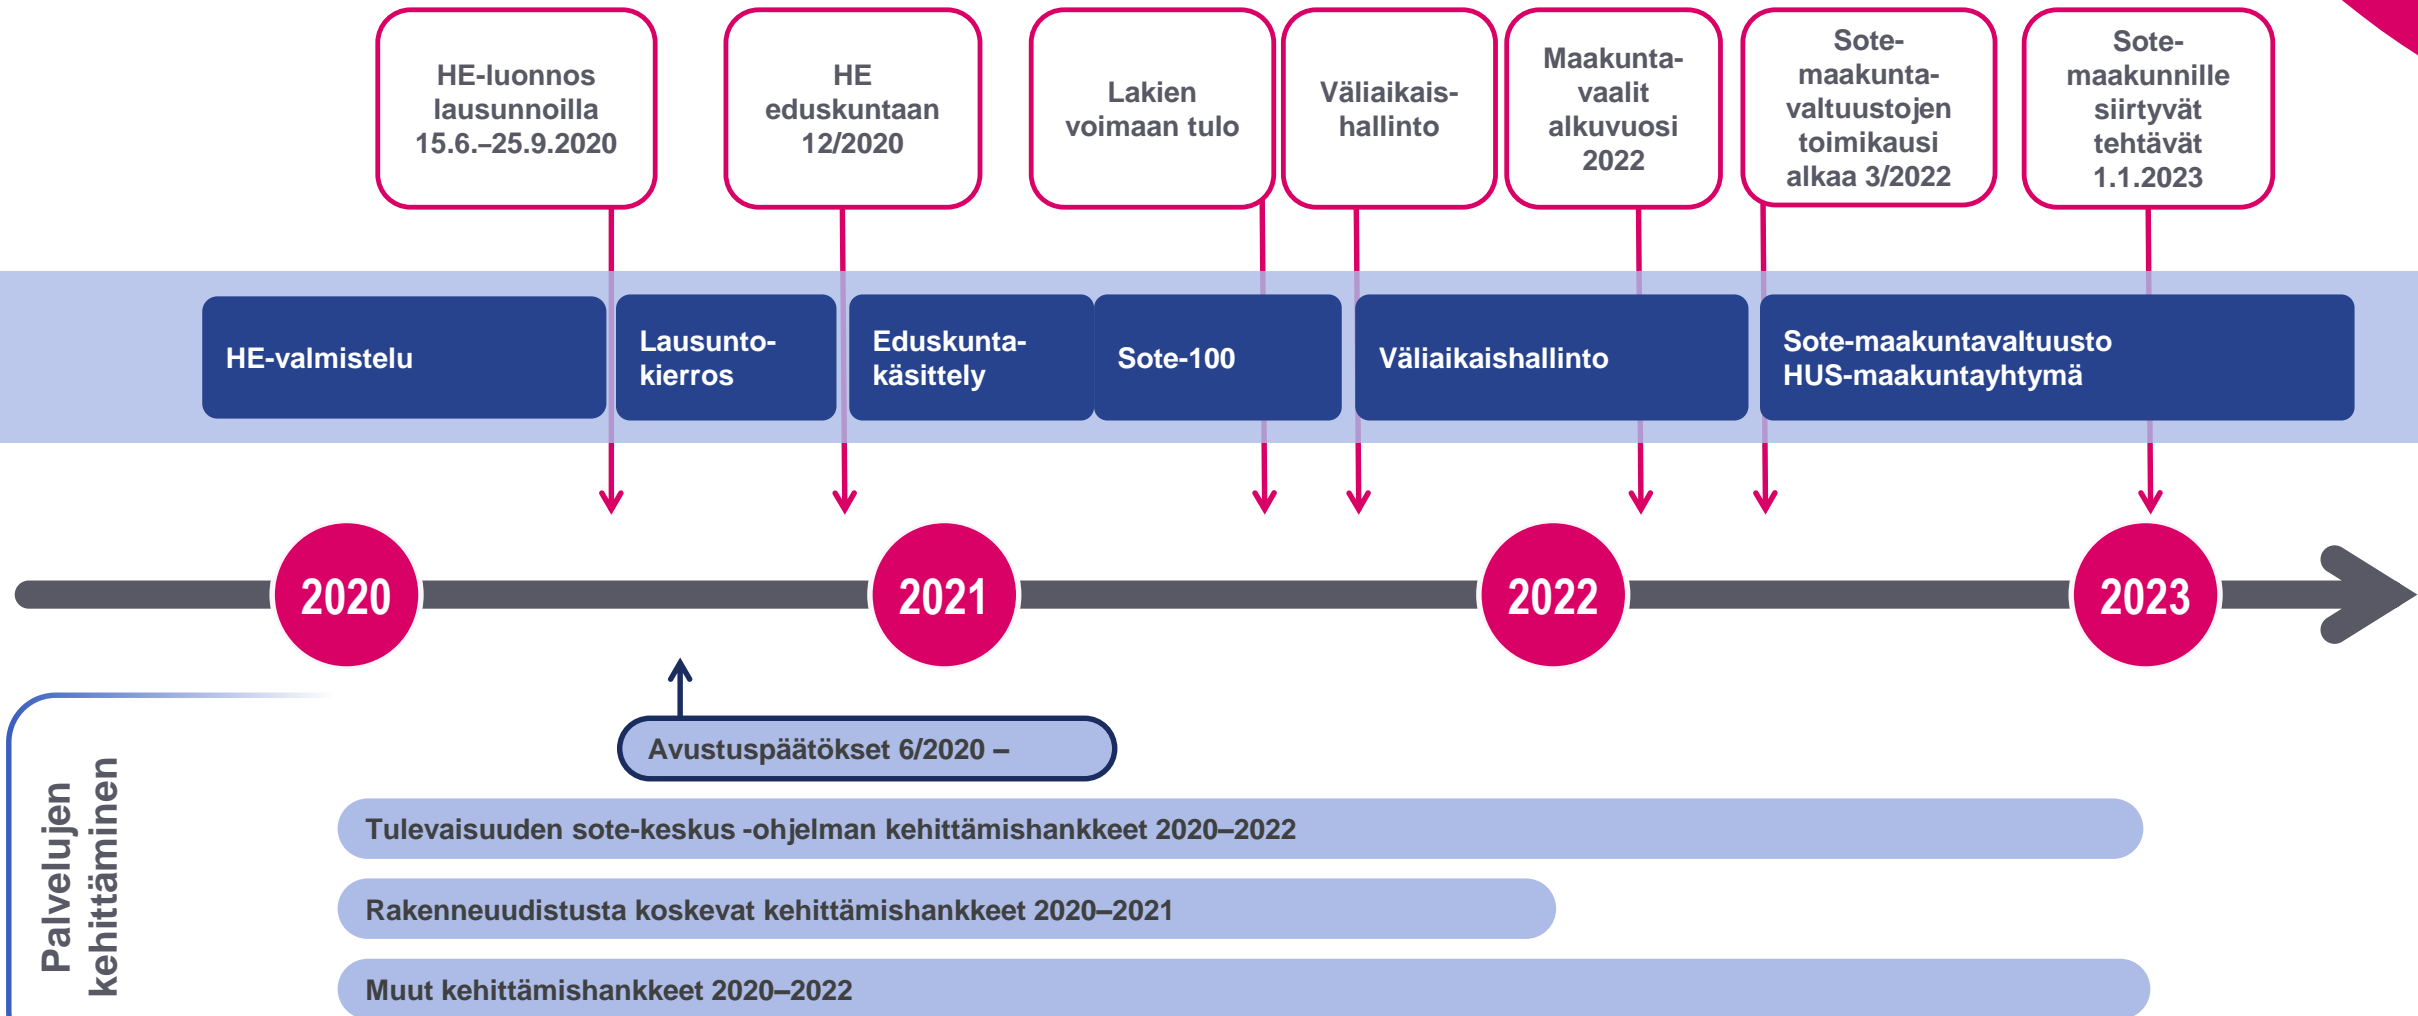 HE-luonnos
lausunnoilla
15.6.–25.9.2020
HE
eduskuntaan
12/2020
Lakien
voimaan tulo
Väliaikais-
hallinto
Maakunta-
vaalit
alkuvuosi
2022
Sote-
maakunta-
valtuustojen
toimikausi
alkaa 3/2022
Sote-
maakunnille
siirtyvät
tehtävät
1.1.2023
HE-valmistelu
Lausunto-
kierros
Eduskunta-
käsittely
Sote-100
Väliaikaishallinto
Sote-maakuntavaltuusto
HUS-maakuntayhtymä
2020
2021
2022
2023
Avustuspäätökset 6/2020 –
Palvelujen
kehittäminen
Tulevaisuuden sote-keskus -ohjelman kehittämishankkeet 2020–2022
Rakenneuudistusta koskevat kehittämishankkeet 2020–2021
Muut kehittämishankkeet 2020–2022